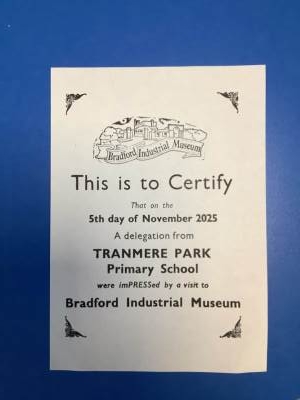 Bradford Industrial Museum
This is to Certify
That on the
5th day of November 2025
A delegation from
TRANMERE PARK
Primary School
were imPRESSed by a visit to
Bradford Industrial Museum